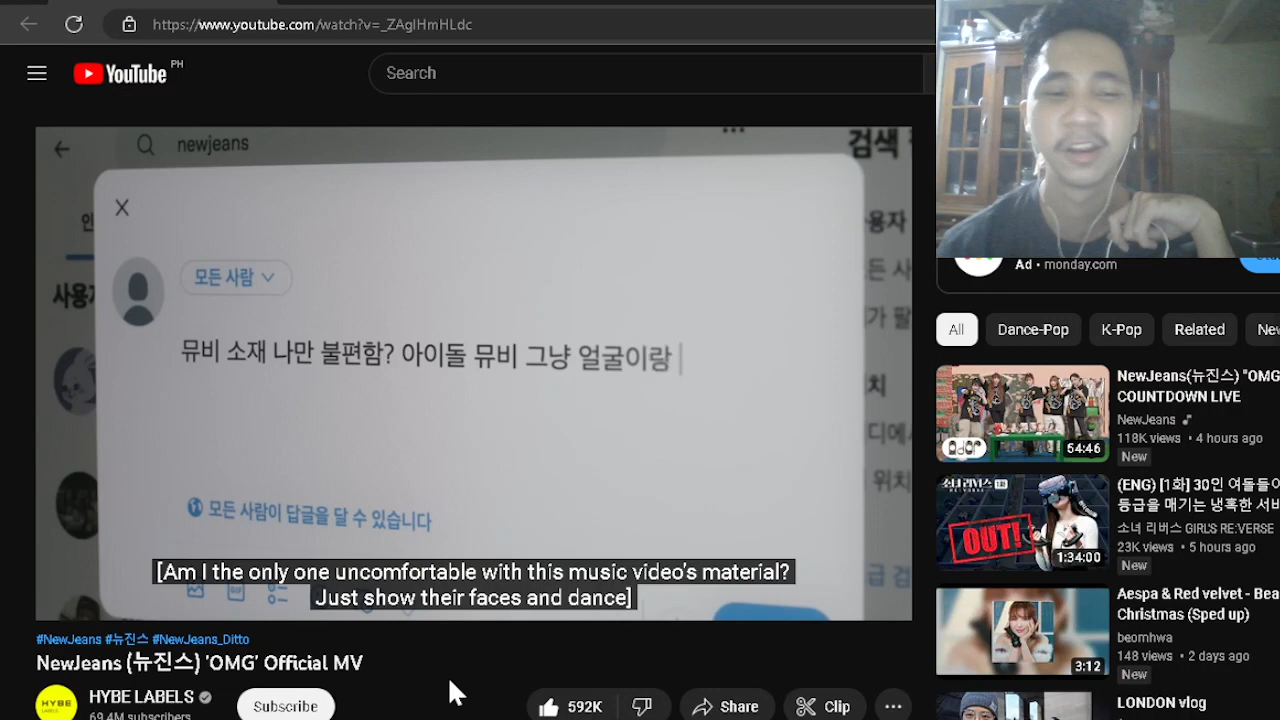 https://www.youtube.com/watch?v=_ZAgIHmHLdc
YouTube PH
Search
newjeans
모든 사람
뮤비 소재 나만 불편함? 아이돌 뮤비 그냥 얼굴이랑
모든 사람이 답글을 달 수 있습니다
[Am I the only one uncomfortable with this music video's material?
Just show their faces and dance]
#NewJeans #뉴진스 #NewJeans_Ditto
NewJeans (뉴진스) 'OMG' Official MV
HYBE LABELS
69.4M subscribers
Subscribe
592K
Share
Clip
Ad • monday.com
All
Dance-Pop
K-Pop
Related
NewJeans(뉴진스) "OMG
COUNTDOWN LIVE
NewJeans
118K views • 4 hours ago
New
54:46
(ENG) [1화] 30인 여돌들이
등급을 매기는 냉혹한 서바
소녀 리버스 GIRL'S RE:VERSE
23K views • 5 hours ago
New
OUT!
1:34:00
Aespa & Red velvet - Bea
Christmas (Sped up)
beomhwa
148 views • 2 days ago
New
3:12
LONDON vlog